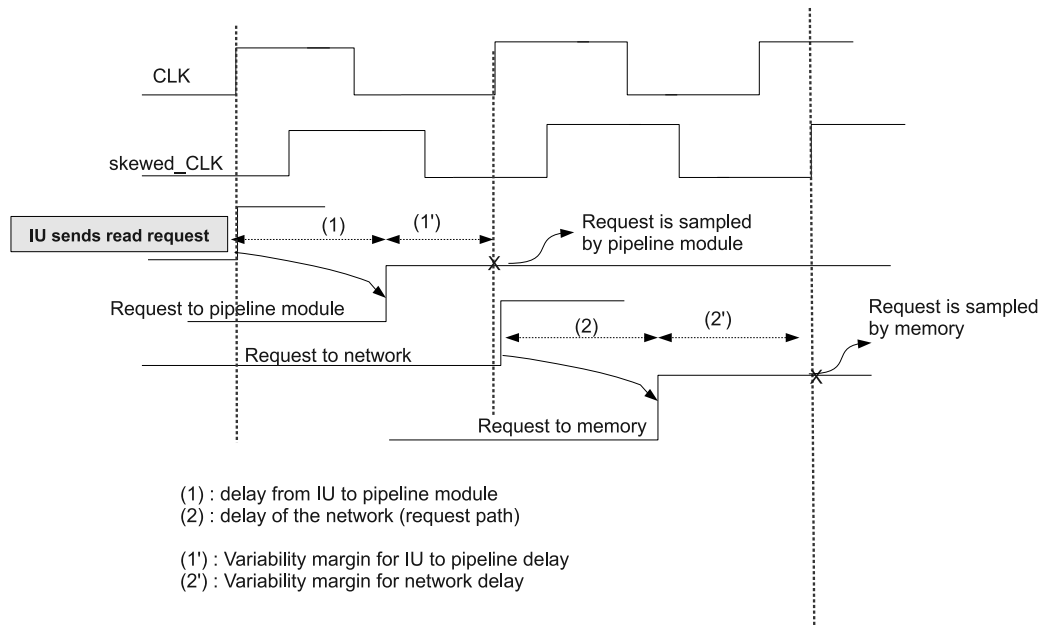 CLK
skewed_CLK
IU sends read request
(1)
(1')
Request is sampled
by pipeline module
Request to pipeline module
(2)
(2')
Request is sampled
by memory
Request to network
Request to memory
(1) : delay from IU to pipeline module
(2) : delay of the network (request path)
(1') : Variability margin for IU to pipeline delay
(2') : Variability margin for network delay